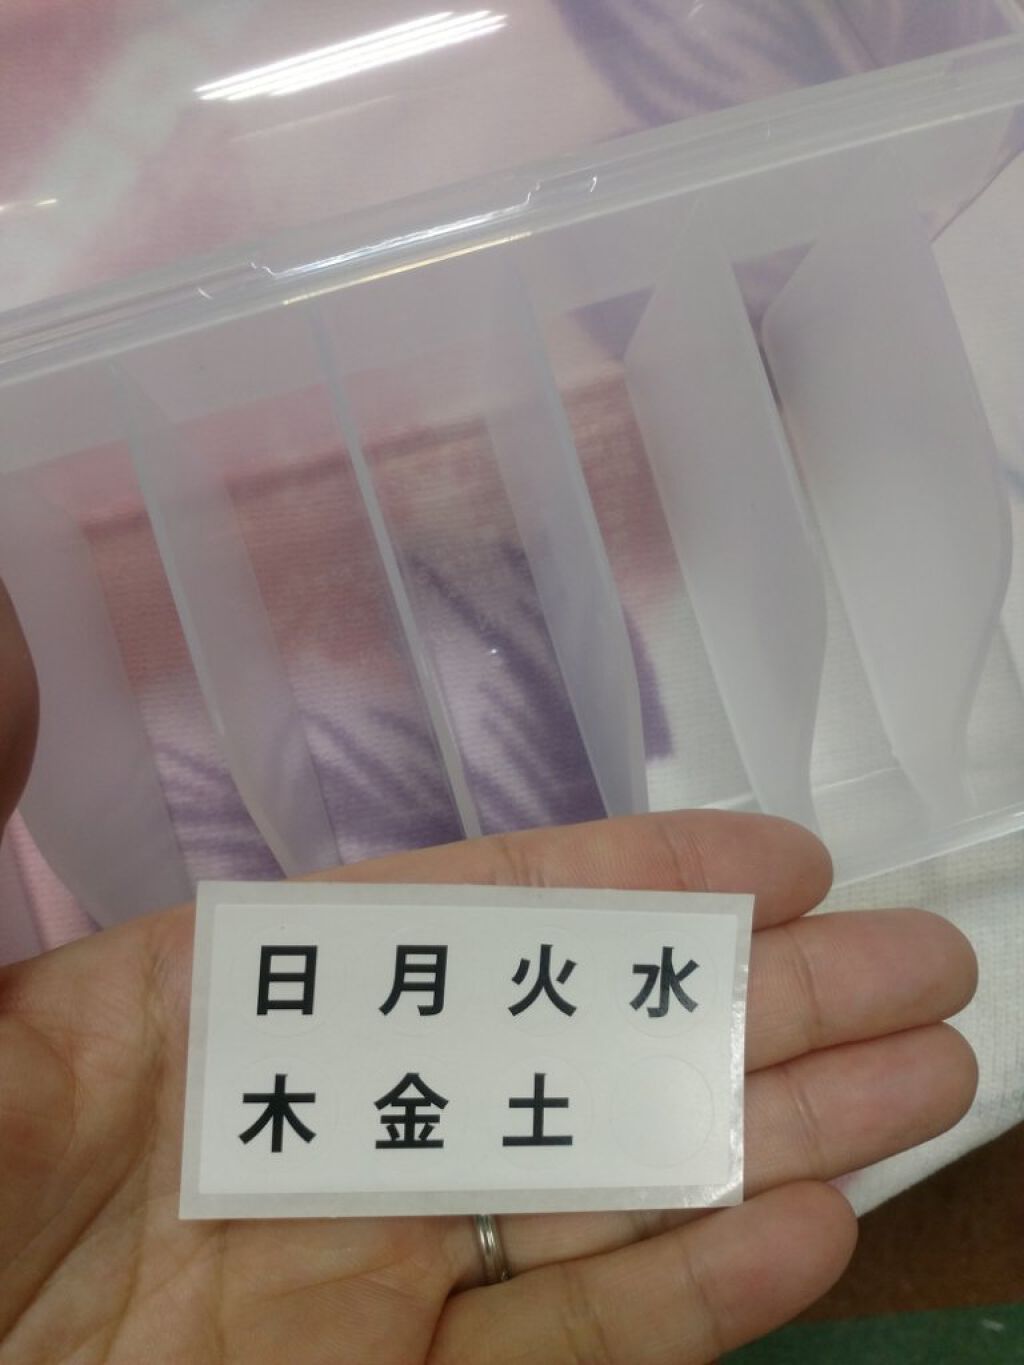 日 月 火 水
木 金 土